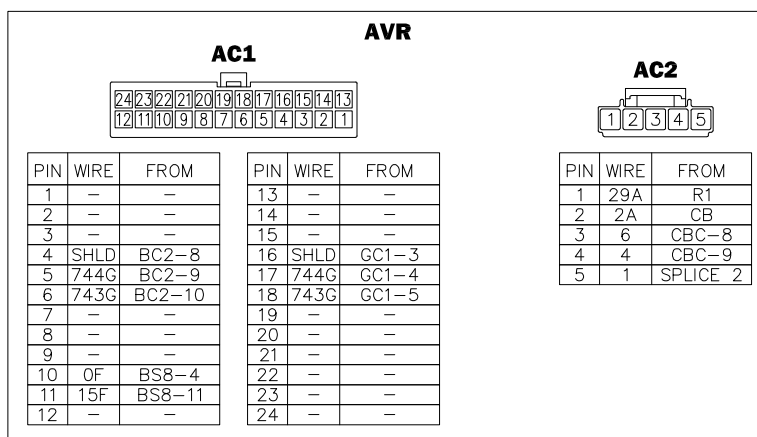 AVR
AC1
24 23 22 21 20 19 18 17 16 15 14 13
12 11 10 9 8 7 6 5 4 3 2 1
PIN WIRE FROM
1 – –
2 – –
3 – –
4 SHLD BC2–8
5 744G BC2–9
6 743G BC2–10
7 – –
8 – –
9 – –
10 0F BS8–4
11 15F BS8–11
12 – –
PIN WIRE FROM
13 – –
14 – –
15 – –
16 SHLD GC1–3
17 744G GC1–4
18 743G GC1–5
19 – –
20 – –
21 – –
22 – –
23 – –
24 – –
AC2
1 2 3 4 5
PIN WIRE FROM
1 29A R1
2 2A CB
3 6 CBC–8
4 4 CBC–9
5 1 SPLICE 2